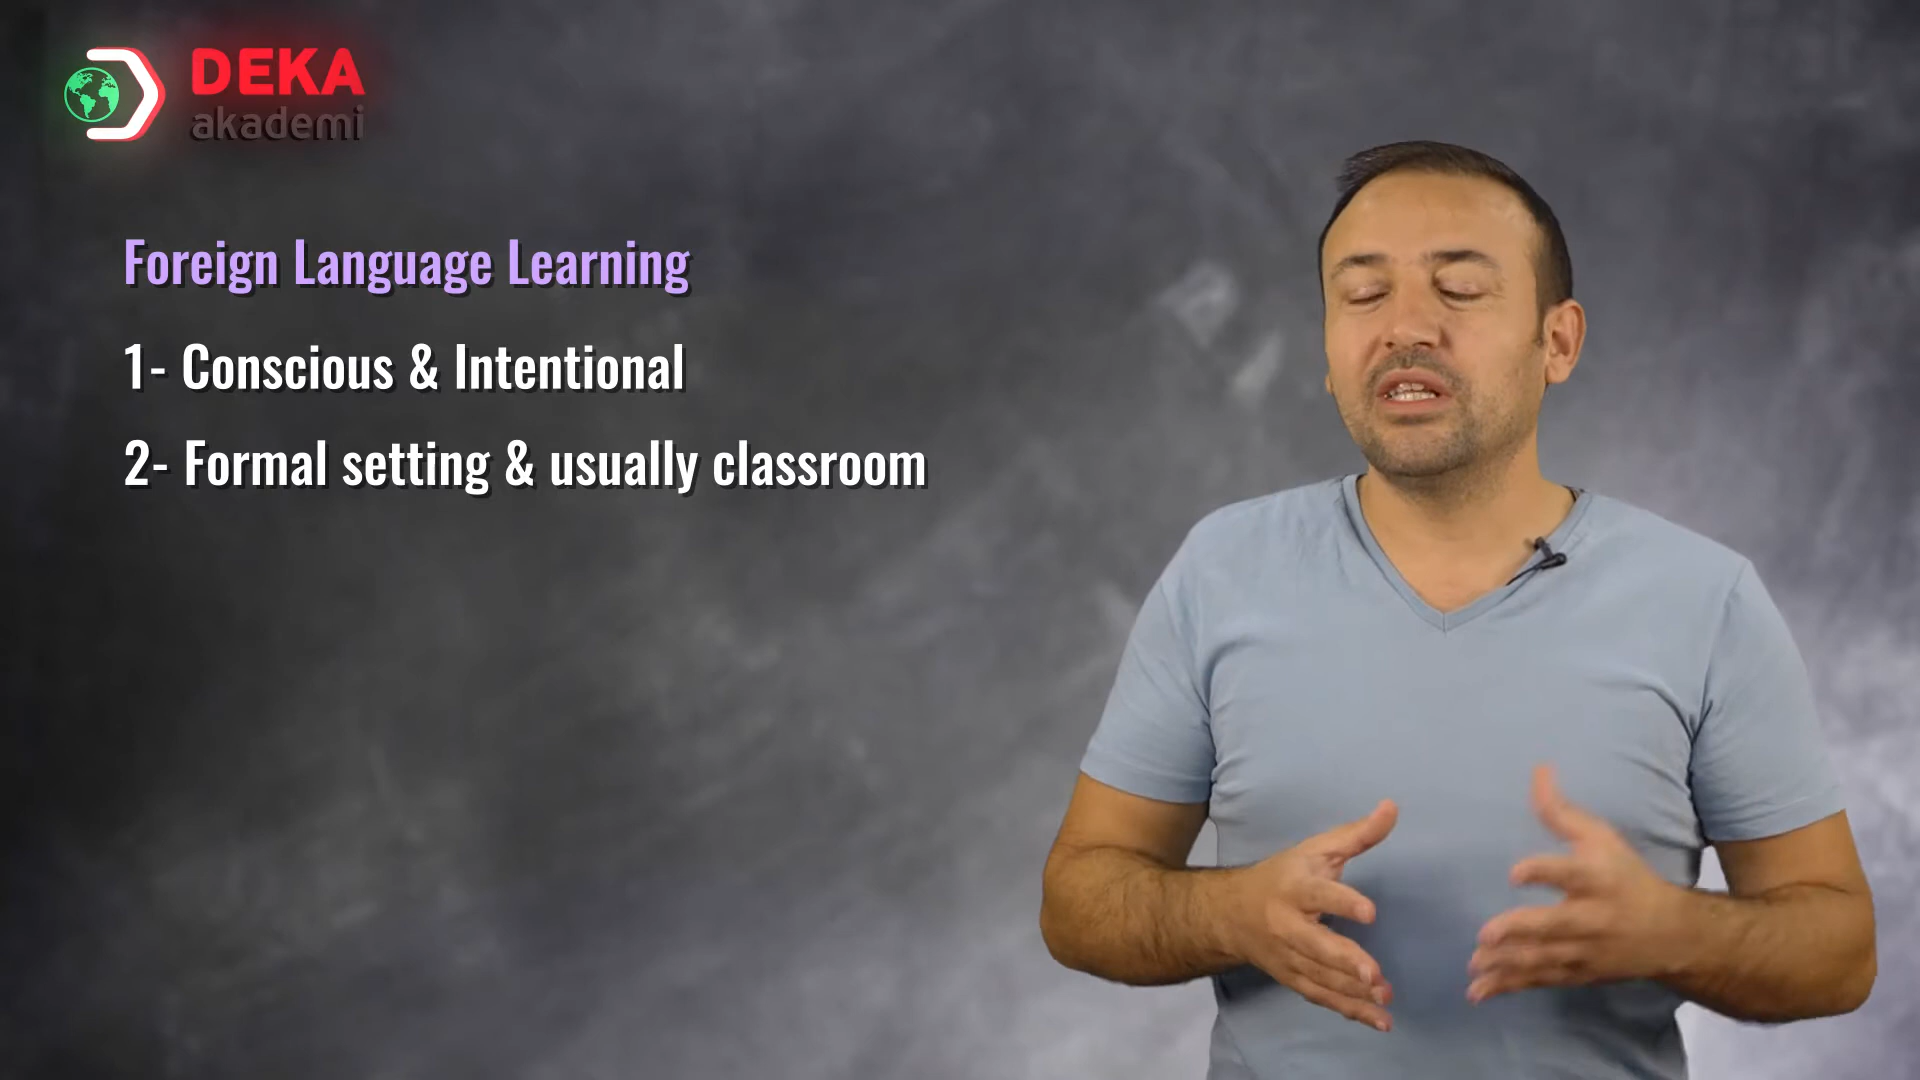 DEKA
akademi
Foreign Language Learning
1- Conscious & Intentional
2- Formal setting & usually classroom